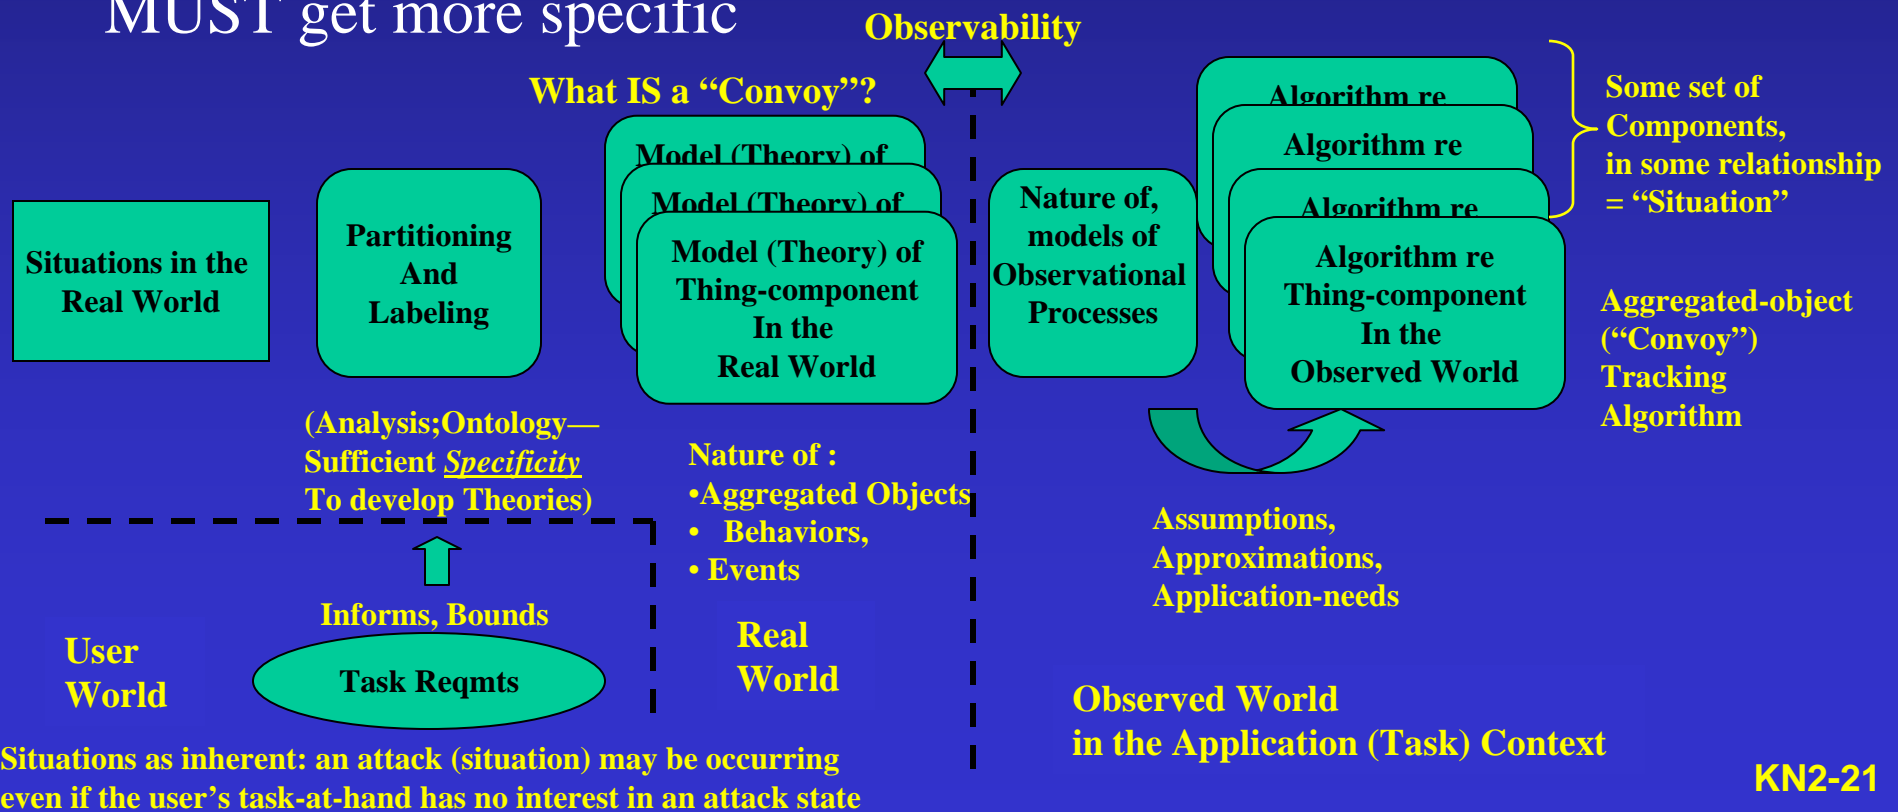 MUST get more specific
Observability
What IS a “Convoy”?
Situations in the
Real World
Partitioning
And
Labeling
Model (Theory) of
Model (Theory) of
Model (Theory) of
Thing-component
In the
Real World
Nature of,
models of
Observational
Processes
Algorithm re
Algorithm re
Algorithm re
Algorithm re
Thing-component
In the
Observed World
Some set of
Components,
in some relationship
= “Situation”
Aggregated-object
(“Convoy”)
Tracking
Algorithm
(Analysis;Ontology—
Sufficient Specificity
To develop Theories)
Nature of :
•Aggregated Objects
• Behaviors,
• Events
Assumptions,
Approximations,
Application-needs
Informs, Bounds
Task Reqmts
User
World
Real
World
Observed World
in the Application (Task) Context
Situations as inherent: an attack (situation) may be occurring
even if the user’s task-at-hand has no interest in an attack state
KN2-21